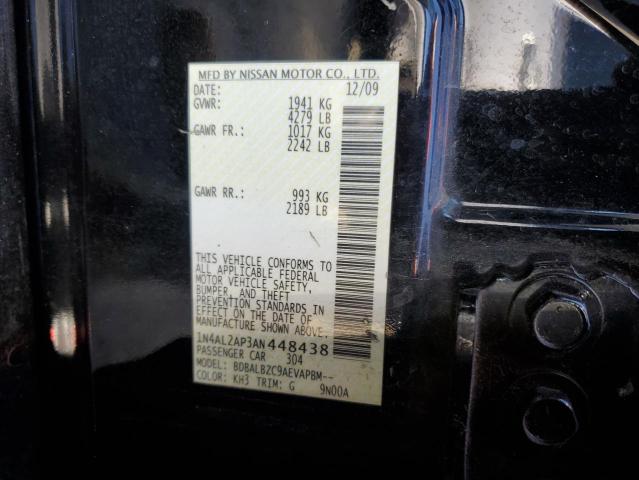 MFD BY NISSAN MOTOR CO., LTD.
DATE: 12/09
GVWR: 1941 KG
4279 LB
GAWR FR.: 1017 KG
2242 LB
GAWR RR.: 993 KG
2189 LB
THIS VEHICLE CONFORMS TO
ALL APPLICABLE FEDERAL
MOTOR VEHICLE SAFETY,
BUMPER, AND THEFT
PREVENTION STANDARDS IN
EFFECT ON THE DATE OF
MANUFACTURE SHOWN ABOVE.
1N4AL2AP3AN448438
PASSENGER CAR 304
MODEL: BDBALBZC9AEVAPBM--
COLOR: KH3 TRIM: G 9N00A